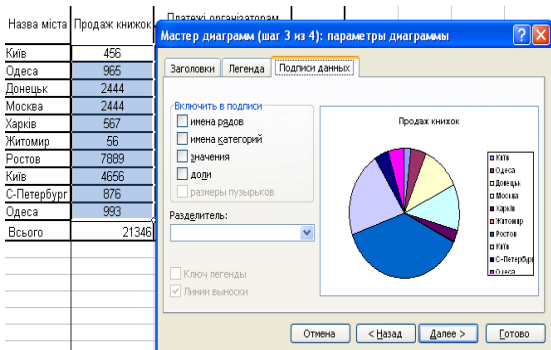 Назва міста Продаж книжок Платежі організаторам
Київ 456
Одеса 965
Донецьк 2444
Москва 2444
Харків 567
Житомир 56
Ростов 7889
Київ 4656
С-Петербург 876
Одеса 993
Всього 21346
Мастер диаграмм (шаг 3 из 4): параметры диаграммы
Заголовки Легенда Подписи данных
Включить в подписи
имена рядов
имена категорий
значения
доли
размеры пузырьков
Разделитель:
Ключ легенды
Линии выноски
Продаж книжок
Київ
Одеса
Донецьк
Москва
Харків
Житомир
Ростов
Київ
С-Петербург
Одеса
Отмена < Назад Далее > Готово